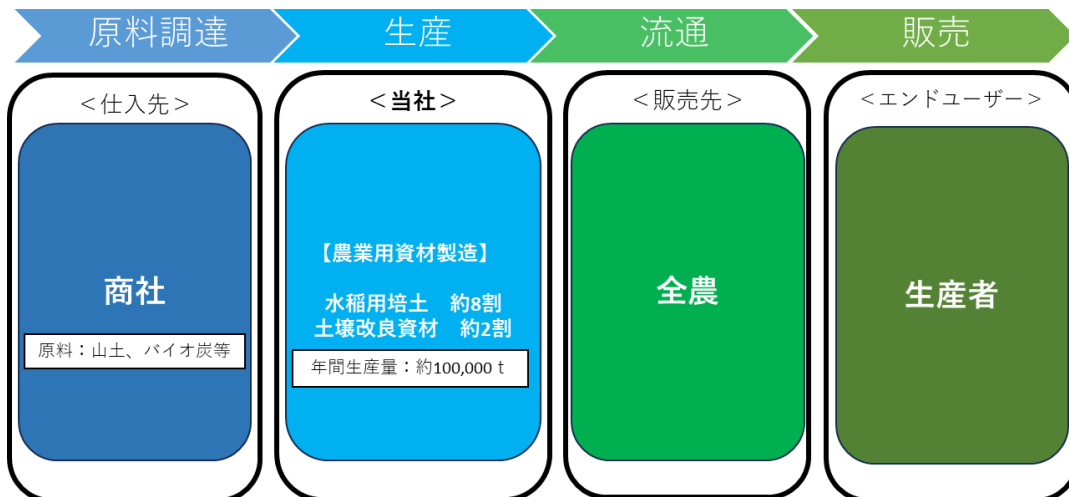 原料調達
生産
流通
販売
＜仕入先＞
＜当社＞
＜販売先＞
＜エンドユーザー＞
商社
原料：山土、バイオ炭等
【農業用資材製造】
水稲用培土　約8割
土壌改良資材　約2割
年間生産量：約100,000ｔ
全農
生産者